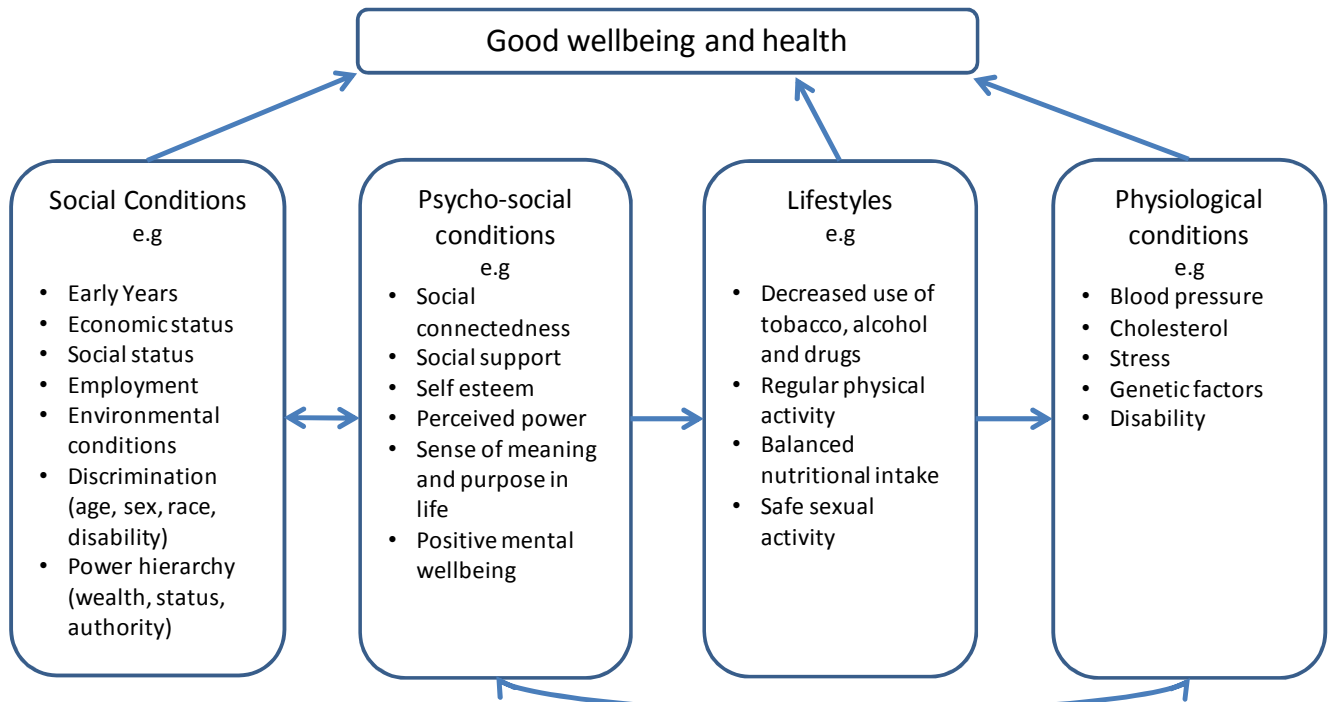 Good wellbeing and health
Social Conditions
e.g
• Early Years
• Economic status
• Social status
• Employment
• Environmental
conditions
• Discrimination
(age, sex, race,
disability)
• Power hierarchy
(wealth, status,
authority)
Psycho-social
conditions
e.g
• Social
connectedness
• Social support
• Self esteem
• Perceived power
• Sense of meaning
and purpose in
life
• Positive mental
wellbeing
Lifestyles
e.g
• Decreased use of
tobacco, alcohol
and drugs
• Regular physical
activity
• Balanced
nutritional intake
• Safe sexual
activity
Physiological
conditions
e.g
• Blood pressure
• Cholesterol
• Stress
• Genetic factors
• Disability